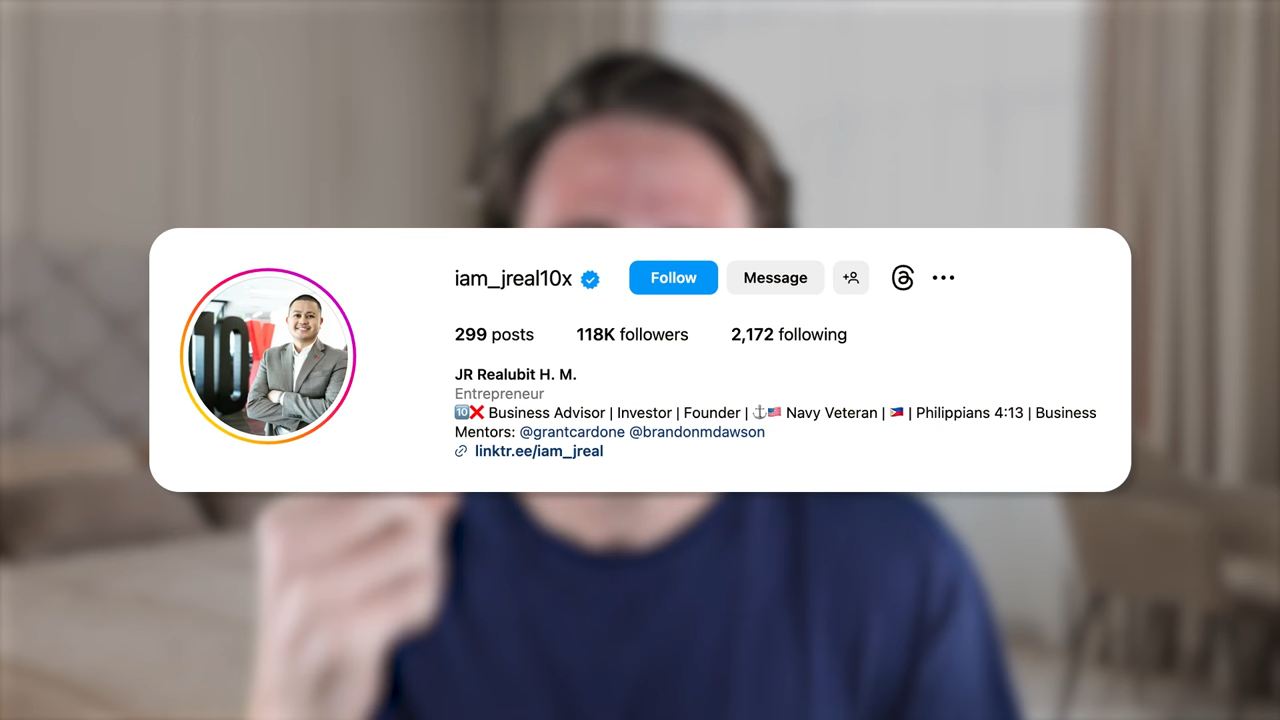 iam_jreal10x Follow Message
299 posts 118K followers 2,172 following
JR Realubit H. M.
Entrepreneur
🔟❌ Business Advisor | Investor | Founder | ⚓🇺🇸 Navy Veteran | 🇵🇭 | Philippians 4:13 | Business
Mentors: @grantcardone @brandonmdawson
linktr.ee/iam_jreal
10X